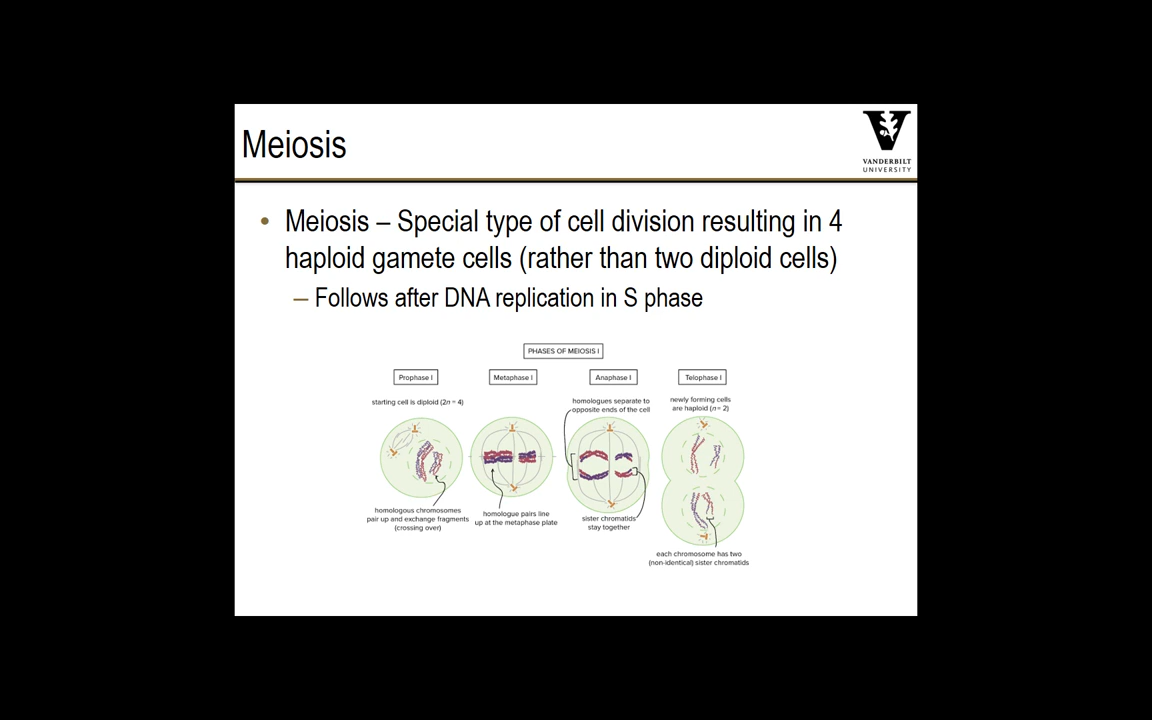 Meiosis
VANDERBILT
UNIVERSITY
• Meiosis – Special type of cell division resulting in 4
haploid gamete cells (rather than two diploid cells)
– Follows after DNA replication in S phase
PHASES OF MEIOSIS I
Prophase I
Metaphase I
Anaphase I
Telophase I
starting cell is diploid (2n = 4)
homologues separate to
opposite ends of the cell
newly forming cells
are haploid (n = 2)
homologous chromosomes
pair up and exchange fragments
(crossing over)
homologue pairs line
up at the metaphase plate
sister chromatids
stay together
each chromosome has two
(non-identical) sister chromatids